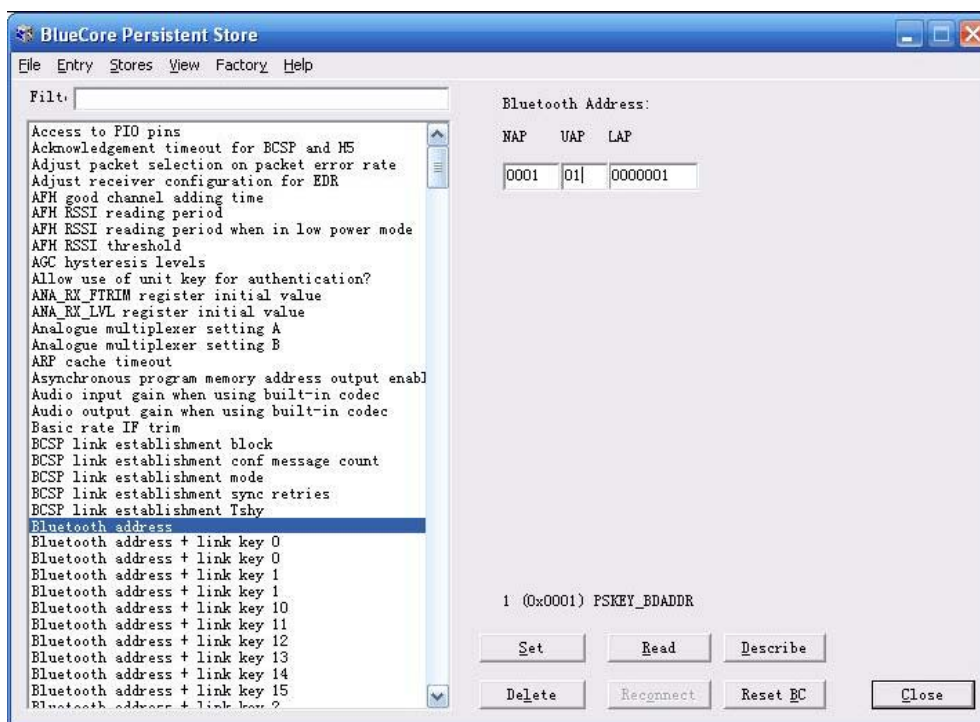 BlueCore Persistent Store
File Entry Stores View Factory Help
Filt
Access to PIO pins
Acknowledgement timeout for BCSP and H5
Adjust packet selection on packet error rate
Adjust receiver configuration for EDR
AFH good channel adding time
AFH RSSI reading period
AFH RSSI reading period when in low power mode
AFH RSSI threshold
AGC hysteresis levels
Allow use of unit key for authentication?
ANA_RX_FTRIM register initial value
ANA_RX_LVL register initial value
Analogue multiplexer setting A
Analogue multiplexer setting B
ARP cache timeout
Asynchronous program memory address output enabl
Audio input gain when using built-in codec
Audio output gain when using built-in codec
Basic rate IF trim
BCSP link establishment block
BCSP link establishment conf message count
BCSP link establishment mode
BCSP link establishment sync retries
BCSP link establishment Tshy
Bluetooth address
Bluetooth address + link key 0
Bluetooth address + link key 0
Bluetooth address + link key 1
Bluetooth address + link key 1
Bluetooth address + link key 10
Bluetooth address + link key 11
Bluetooth address + link key 12
Bluetooth address + link key 13
Bluetooth address + link key 14
Bluetooth address + link key 15
Bluetooth address + link key 2
Bluetooth Address:
NAP UAP LAP
0001 01 0000001
1 (0x0001) PSKEY_BDADDR
Set Read Describe
Delete Reconnect Reset BC Close